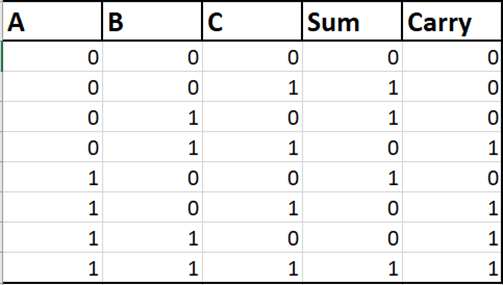 A B C Sum Carry
0 0 0 0 0
0 0 1 1 0
0 1 0 1 0
0 1 1 0 1
1 0 0 1 0
1 0 1 0 1
1 1 0 0 1
1 1 1 1 1